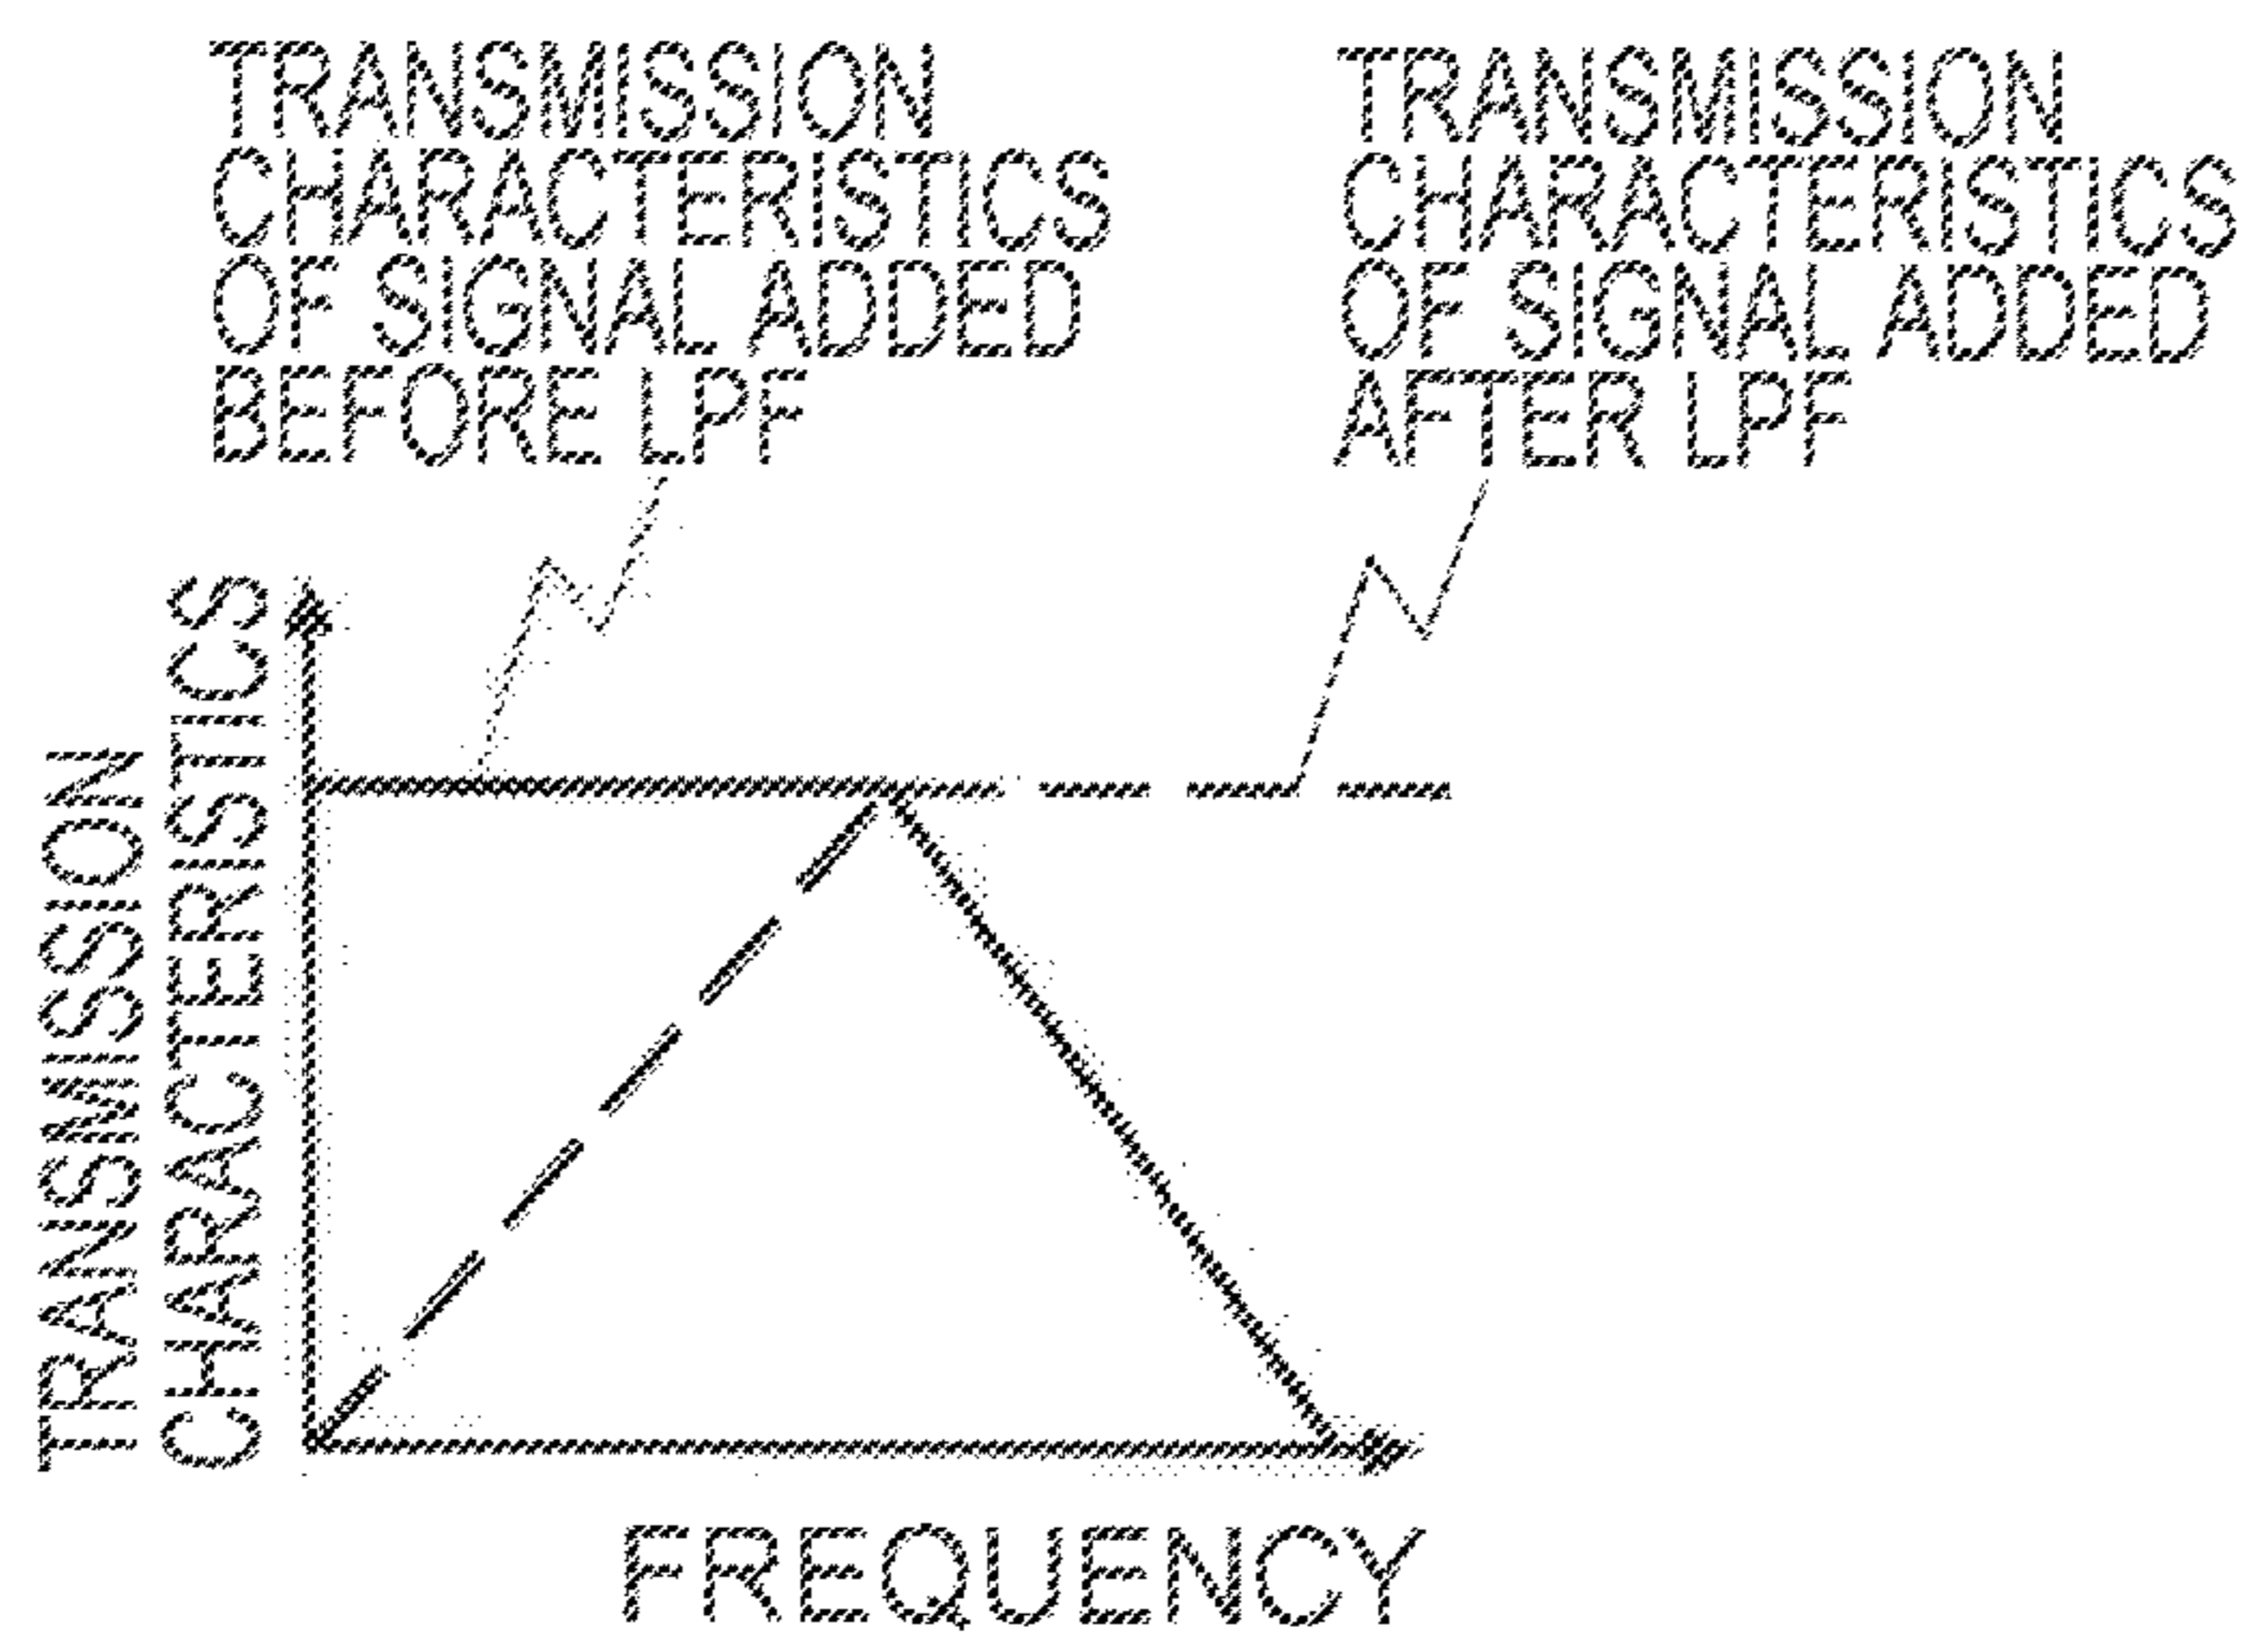 TRANSMISSION
CHARACTERISTICS
OF SIGNAL ADDED
BEFORE LPF
TRANSMISSION
CHARACTERISTICS
OF SIGNAL ADDED
AFTER LPF
TRANSMISSION
CHARACTERISTICS
FREQUENCY